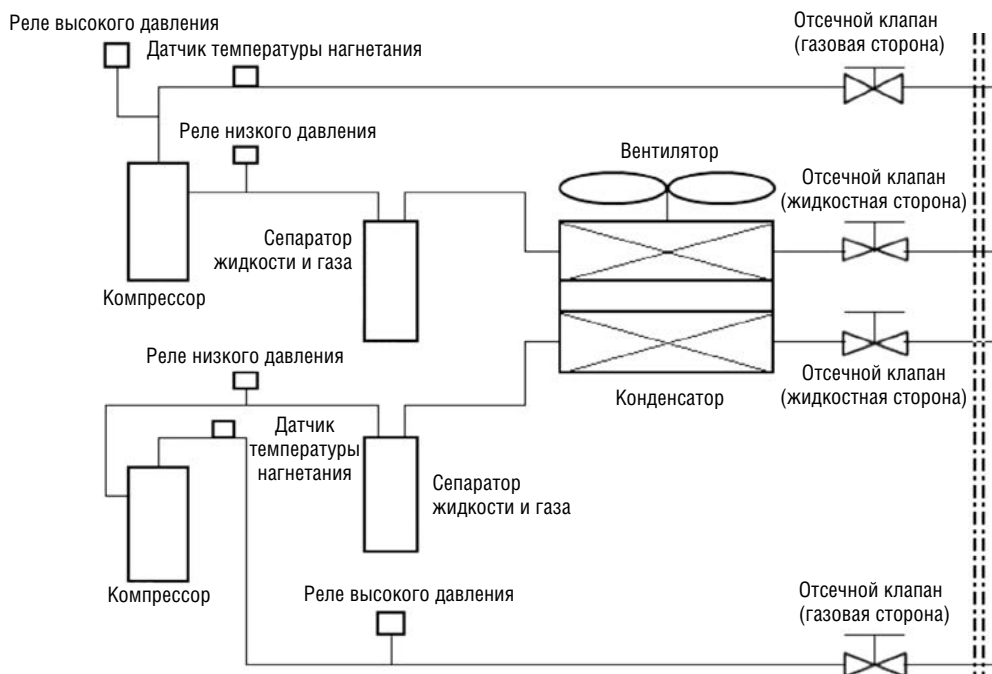 Реле высокого давления
Датчик температуры нагнетания
Отсечной клапан
(газовая сторона)
Реле низкого давления
Вентилятор
Отсечной клапан
(жидкостная сторона)
Сепаратор
жидкости и газа
Компрессор
Реле низкого давления
Отсечной клапан
(жидкостная сторона)
Конденсатор
Датчик
температуры
нагнетания
Сепаратор
жидкости и газа
Компрессор
Реле высокого давления
Отсечной клапан
(газовая сторона)